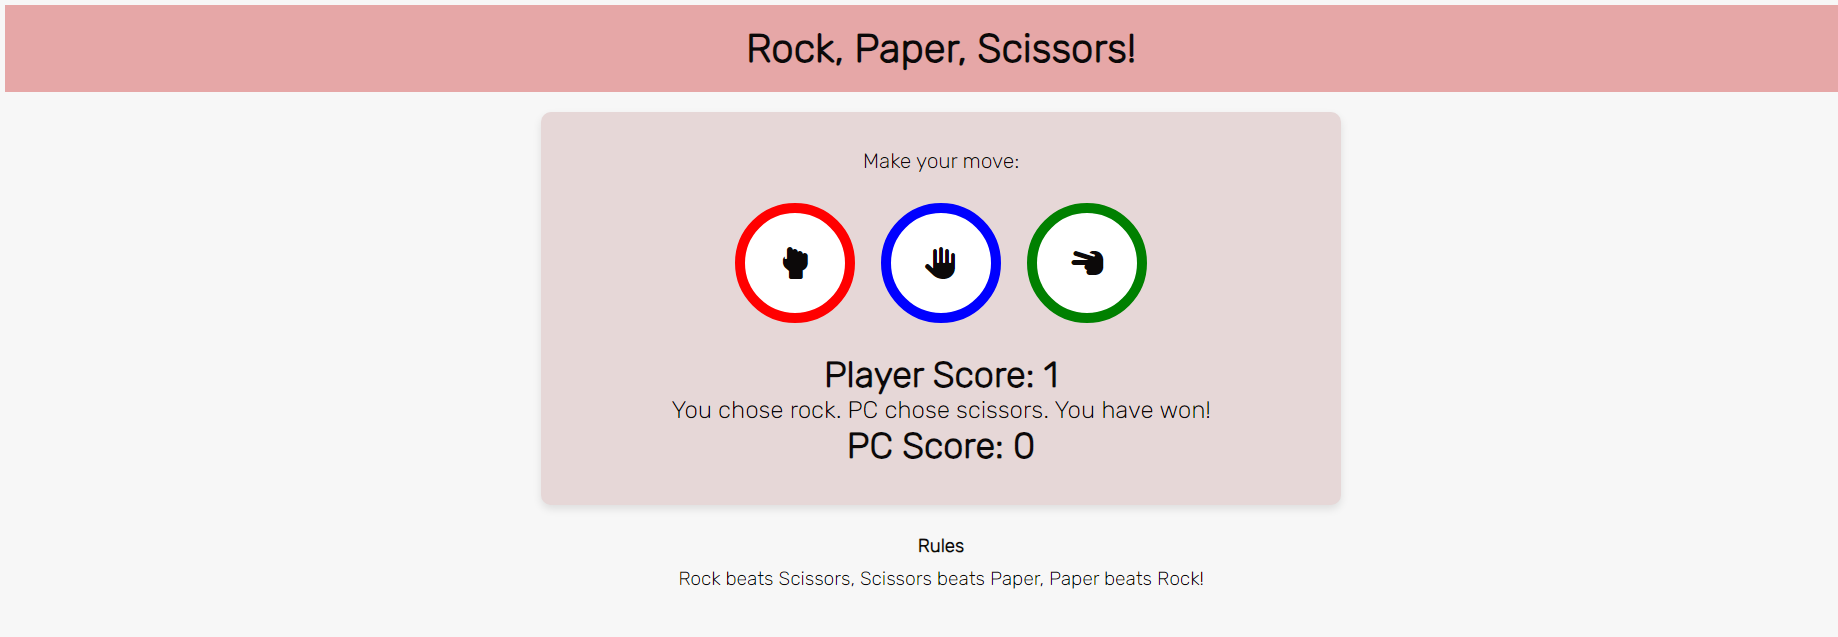 Rock, Paper, Scissors!
Make your move:
Player Score: 1
You chose rock. PC chose scissors. You have won!
PC Score: 0
Rules
Rock beats Scissors, Scissors beats Paper, Paper beats Rock!